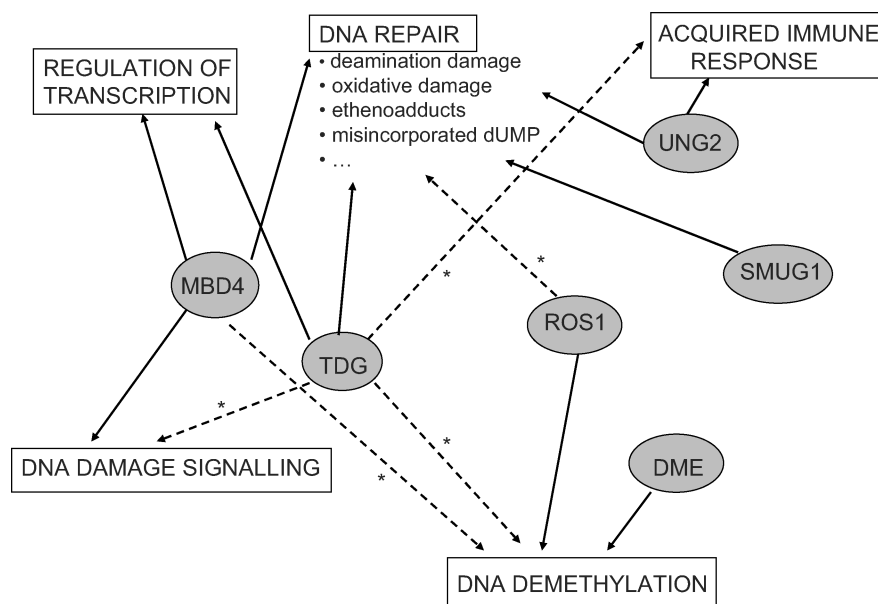 DNA REPAIR
• deamination damage
• oxidative damage
• ethenoadducts
• misincorporated dUMP
• ...
REGULATION OF
TRANSCRIPTION
ACQUIRED IMMUNE
RESPONSE
UNG2
SMUG1
MBD4
*
*
ROS1
TDG
*
*
*
DNA DAMAGE SIGNALLING
DME
DNA DEMETHYLATION